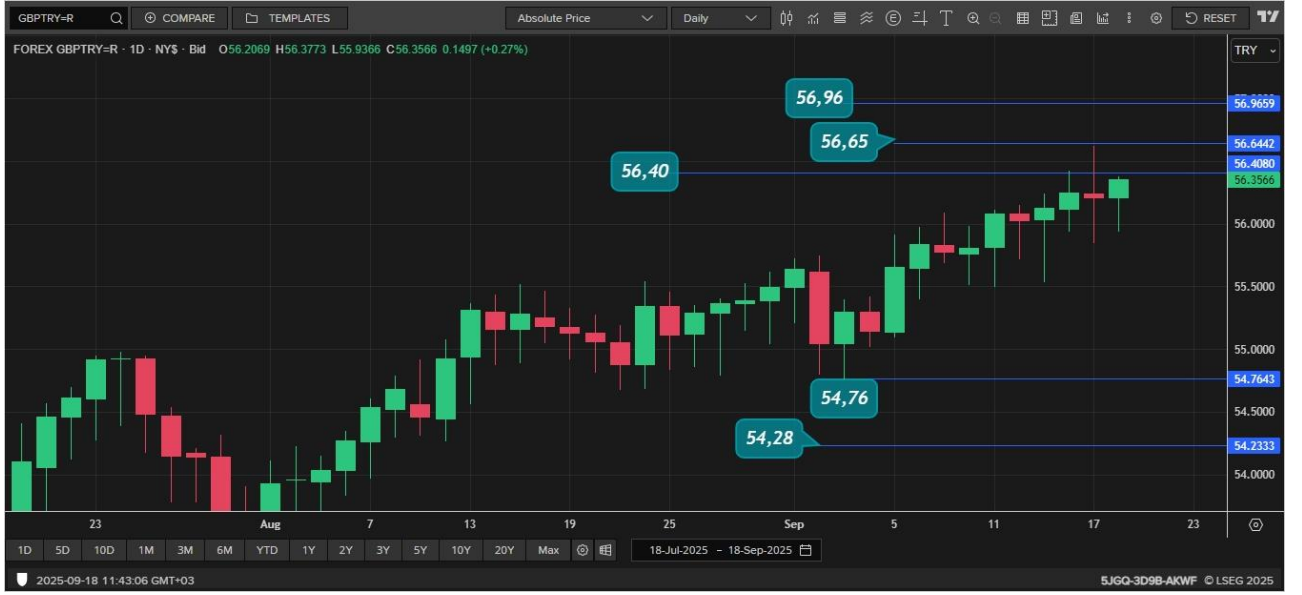 GBPTRY=R COMPARE TEMPLATES Absolute Price Daily E T RESET
FOREX GBPTRY=R · 1D · NY$ · Bid O56.2069 H56.3773 L55.9366 C56.3566 0.1497 (+0.27%)
TRY
56,96
56.9659
56,65
56.6442
56,40
56.4080
56.3566
56.0000
55.5000
55.0000
54.7643
54,76
54.5000
54,28
54.2333
54.0000
23 Aug 7 13 19 25 Sep 5 11 17 23
1D 5D 10D 1M 3M 6M YTD 1Y 2Y 3Y 5Y 10Y 20Y Max 18-Jul-2025 – 18-Sep-2025
2025-09-18 11:43:06 GMT+03
5JGQ-3D9B-AKWF © LSEG 2025